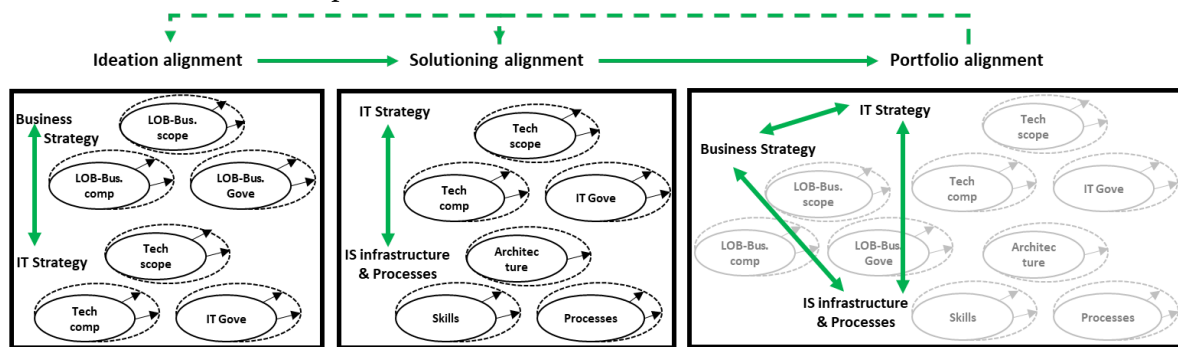 Ideation alignment
Solutioning alignment
Portfolio alignment
Business
Strategy
LOB-Bus.
scope
LOB-Bus.
comp
LOB-Bus.
Gove
IT Strategy
Tech
scope
Tech
comp
IT Gove
IT Strategy
Tech
scope
Tech
comp
IT Gove
IS infrastructure
& Processes
Architec
ture
Skills
Processes
IT Strategy
Business Strategy
Tech
scope
LOB-Bus.
scope
Tech
comp
IT Gove
LOB-Bus.
comp
LOB-Bus.
Gove
Architec
ture
IS infrastructure
& Processes
Skills
Processes